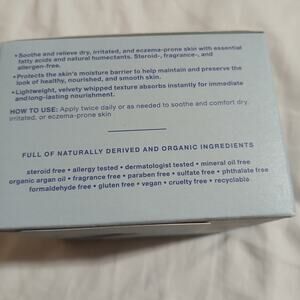 • Soothe and relieve dry, irritated, and eczema-prone skin with essential
fatty acids and natural humectants. Steroid-, fragrance-, and
allergen-free.
• Protects the skin's moisture barrier to help maintain and preserve the
look of healthy, nourished, and smooth skin.
• Lightweight, velvety whipped texture absorbs instantly for immediate
and long-lasting nourishment.
HOW TO USE: Apply twice daily or as needed to soothe and comfort dry,
irritated, or eczema-prone skin
FULL OF NATURALLY DERIVED AND ORGANIC INGREDIENTS
steroid free • allergy tested • dermatologist tested • mineral oil free
organic argan oil • fragrance free • paraben free • sulfate free • phthalate free
formaldehyde free • gluten free • vegan • cruelty free • recyclable